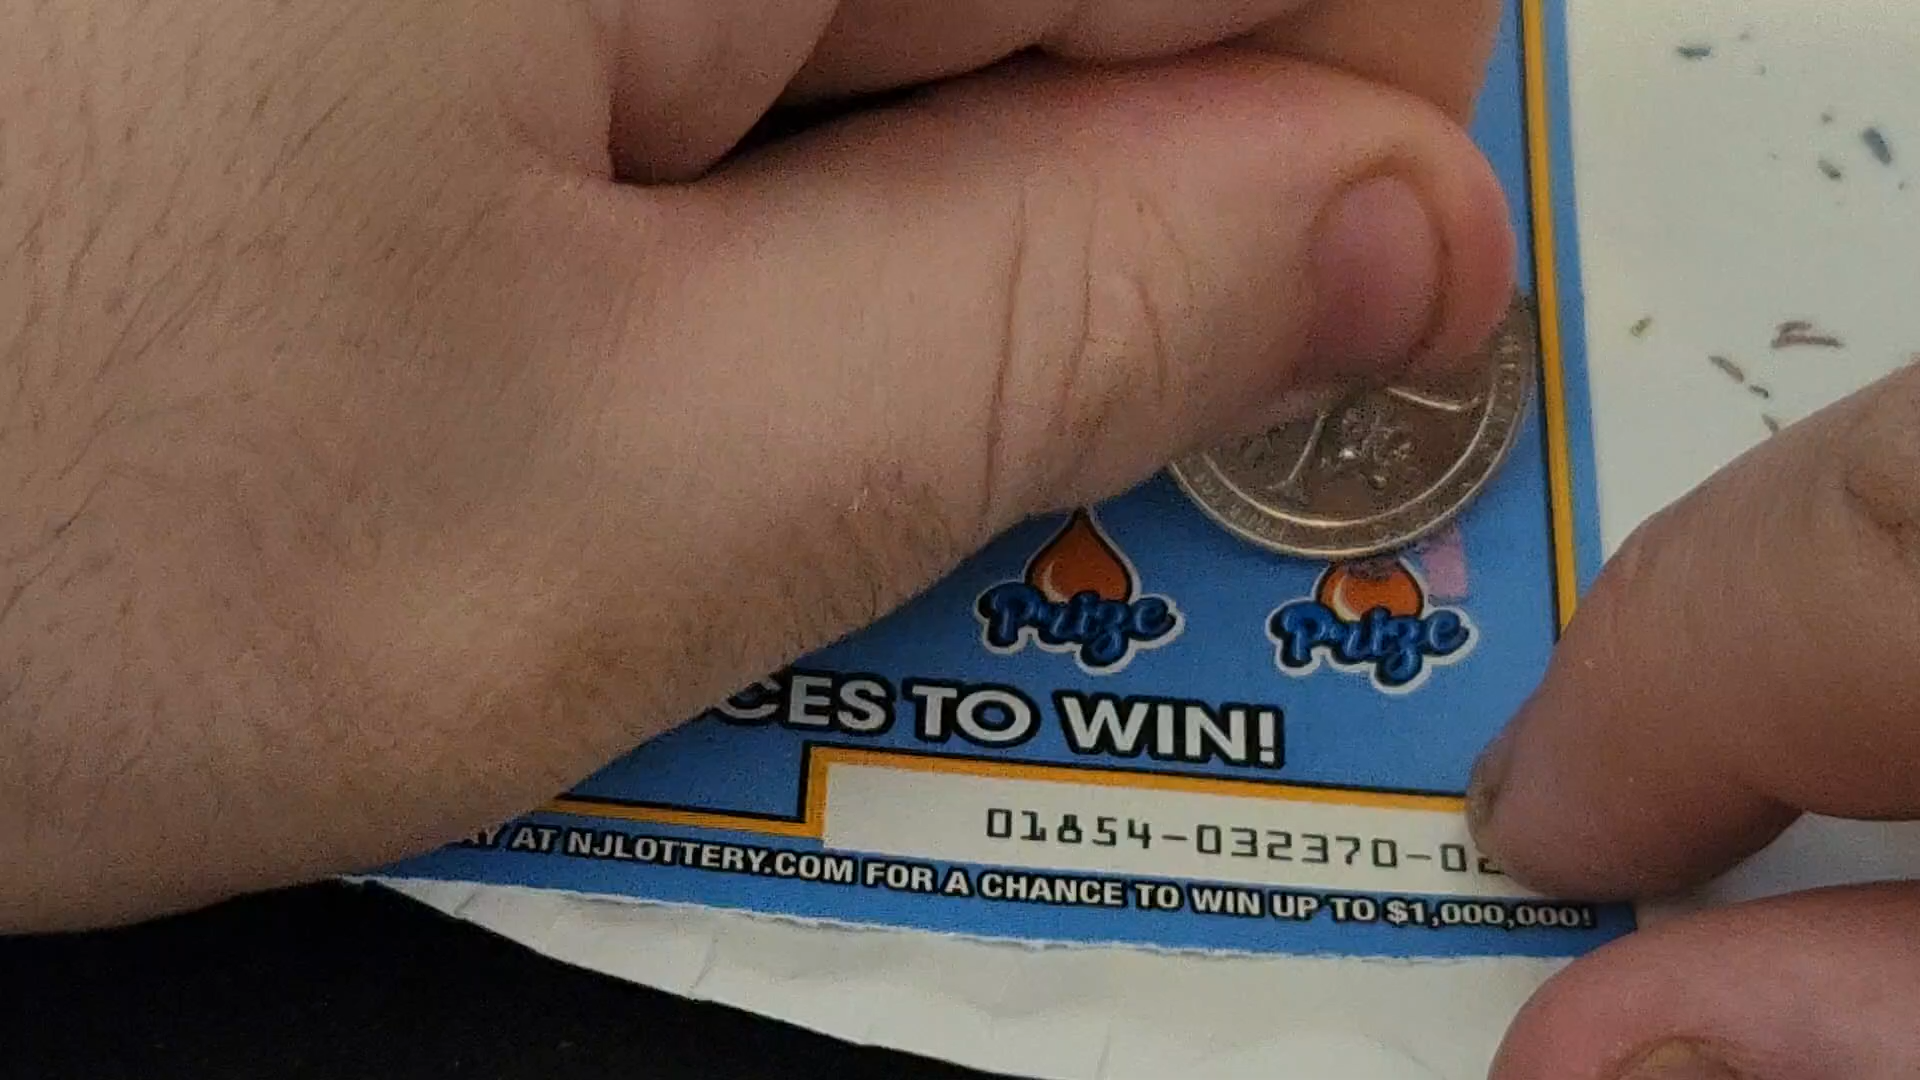 Prize Prize
CES TO WIN!
01854-032370-02
AY AT NJLOTTERY.COM FOR A CHANCE TO WIN UP TO $1,000,000!